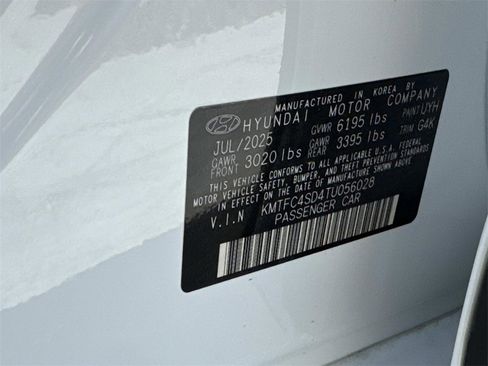 MANUFACTURED IN KOREA BY
HYUNDAI MOTOR COMPANY
JUL/2025 GVWR 6195 lbs PAINT UYH
GAWR FRONT 3020 lbs GAWR REAR 3395 lbs TRIM G4K
THIS VEHICLE CONFORMS TO ALL APPLICABLE U.S.A. FEDERAL
MOTOR VEHICLE SAFETY, BUMPER, AND THEFT PREVENTION STANDARDS
IN EFFECT ON THE DATE OF MANUFACTURE SHOWN ABOVE.
V.I.N KMTFC4SD4TU056028
PASSENGER CAR